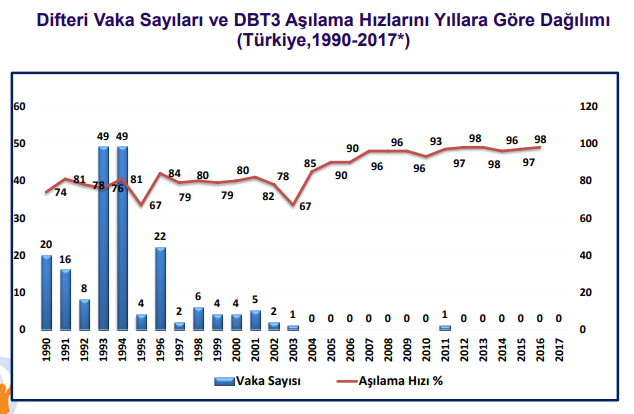 Difteri Vaka Sayıları ve DBT3 Aşılama Hızlarını Yıllara Göre Dağılımı
(Türkiye,1990-2017*)
60 120
50 100
40 80
30 60
20 40
10 20
0 0
20 16 8 49 49 4 22 2 6 4 4 5 2 1 0 0 0 0 0 0 0 1 0 0 0 0 0 0
74 81 78 76 81 67 84 79 80 79 80 82 78 67 85 90 90 96 96 96 93 97 98 98 96 97 98
1990 1991 1992 1993 1994 1995 1996 1997 1998 1999 2000 2001 2002 2003 2004 2005 2006 2007 2008 2009 2010 2011 2012 2013 2014 2015 2016 2017
Vaka Sayısı Aşılama Hızı %